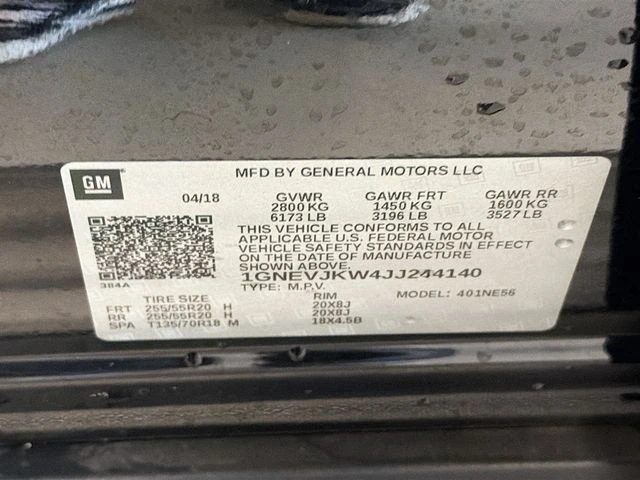 GM
MFD BY GENERAL MOTORS LLC
04/18 GVWR GAWR FRT GAWR RR
2800 KG 1450 KG 1600 KG
6173 LB 3196 LB 3527 LB
THIS VEHICLE CONFORMS TO ALL
APPLICABLE U.S. FEDERAL MOTOR
VEHICLE SAFETY STANDARDS IN EFFECT
ON THE DATE OF MANUFACTURE
SHOWN ABOVE.
384A 1GNEVJKW4JJ244140
TYPE: M.P.V. MODEL: 401NE56
TIRE SIZE RIM
FRT 255/55R20 H 20X8J
RR 255/55R20 H 20X8J
SPA T135/70R18 M 18X4.5B